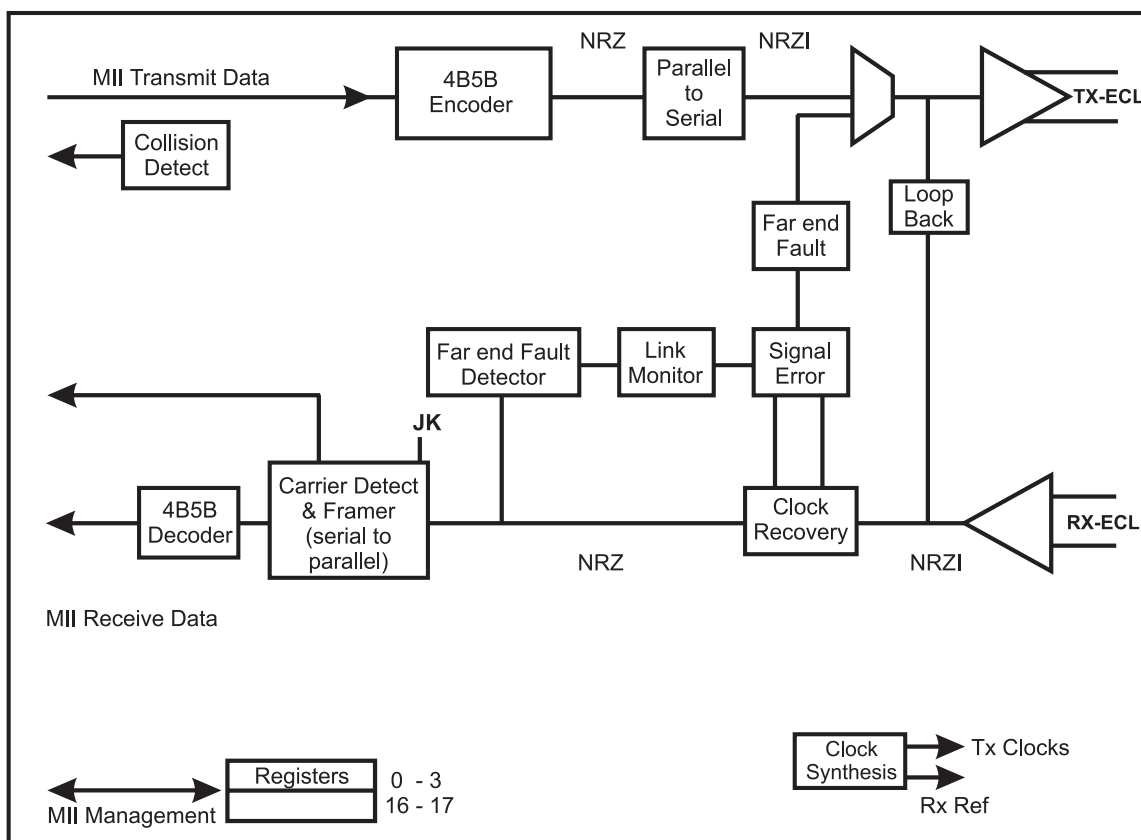 NRZ
NRZI
MII Transmit Data
4B5B
Encoder
Parallel
to
Serial
TX-ECL
Collision
Detect
Loop
Back
Far end
Fault
Far end Fault
Detector
Link
Monitor
Signal
Error
JK
4B5B
Decoder
Carrier Detect
& Framer
(serial to
parallel)
Clock
Recovery
RX-ECL
NRZ
NRZI
MII Receive Data
Registers
0 - 3
16 - 17
MII Management
Clock
Synthesis
Tx Clocks
Rx Ref